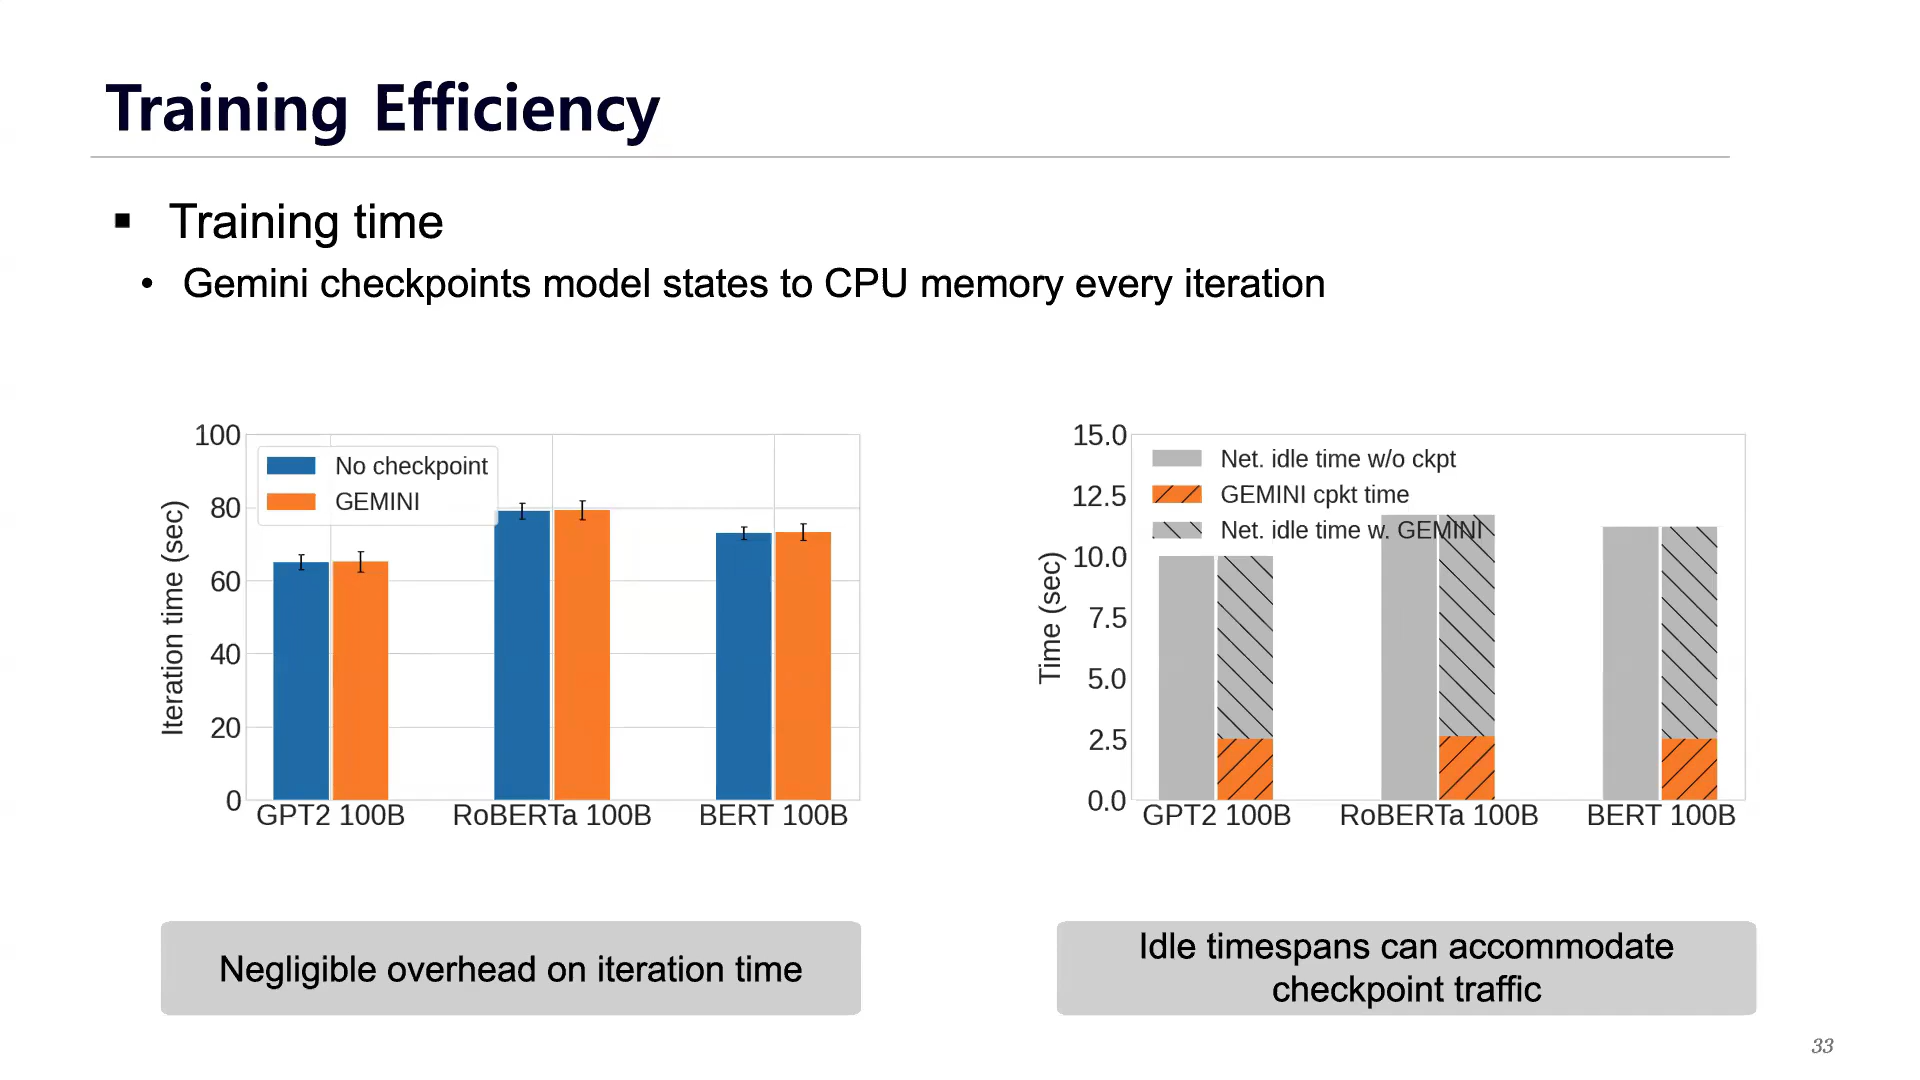 Training Efficiency
▪ Training time
• Gemini checkpoints model states to CPU memory every iteration
100
80
60
40
20
0
Iteration time (sec)
No checkpoint
GEMINI
GPT2 100B
RoBERTa 100B
BERT 100B
15.0
12.5
10.0
7.5
5.0
2.5
0.0
Time (sec)
Net. idle time w/o ckpt
GEMINI cpkt time
Net. idle time w. GEMINI
GPT2 100B
RoBERTa 100B
BERT 100B
Negligible overhead on iteration time
Idle timespans can accommodate
checkpoint traffic
33